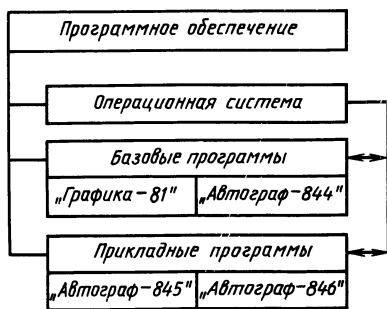 Программное обеспечение
Операционная система
Базовые программы
„Графика-81" „Автограф-844"
Прикладные программы
„Автограф-845" „Автограф-846"